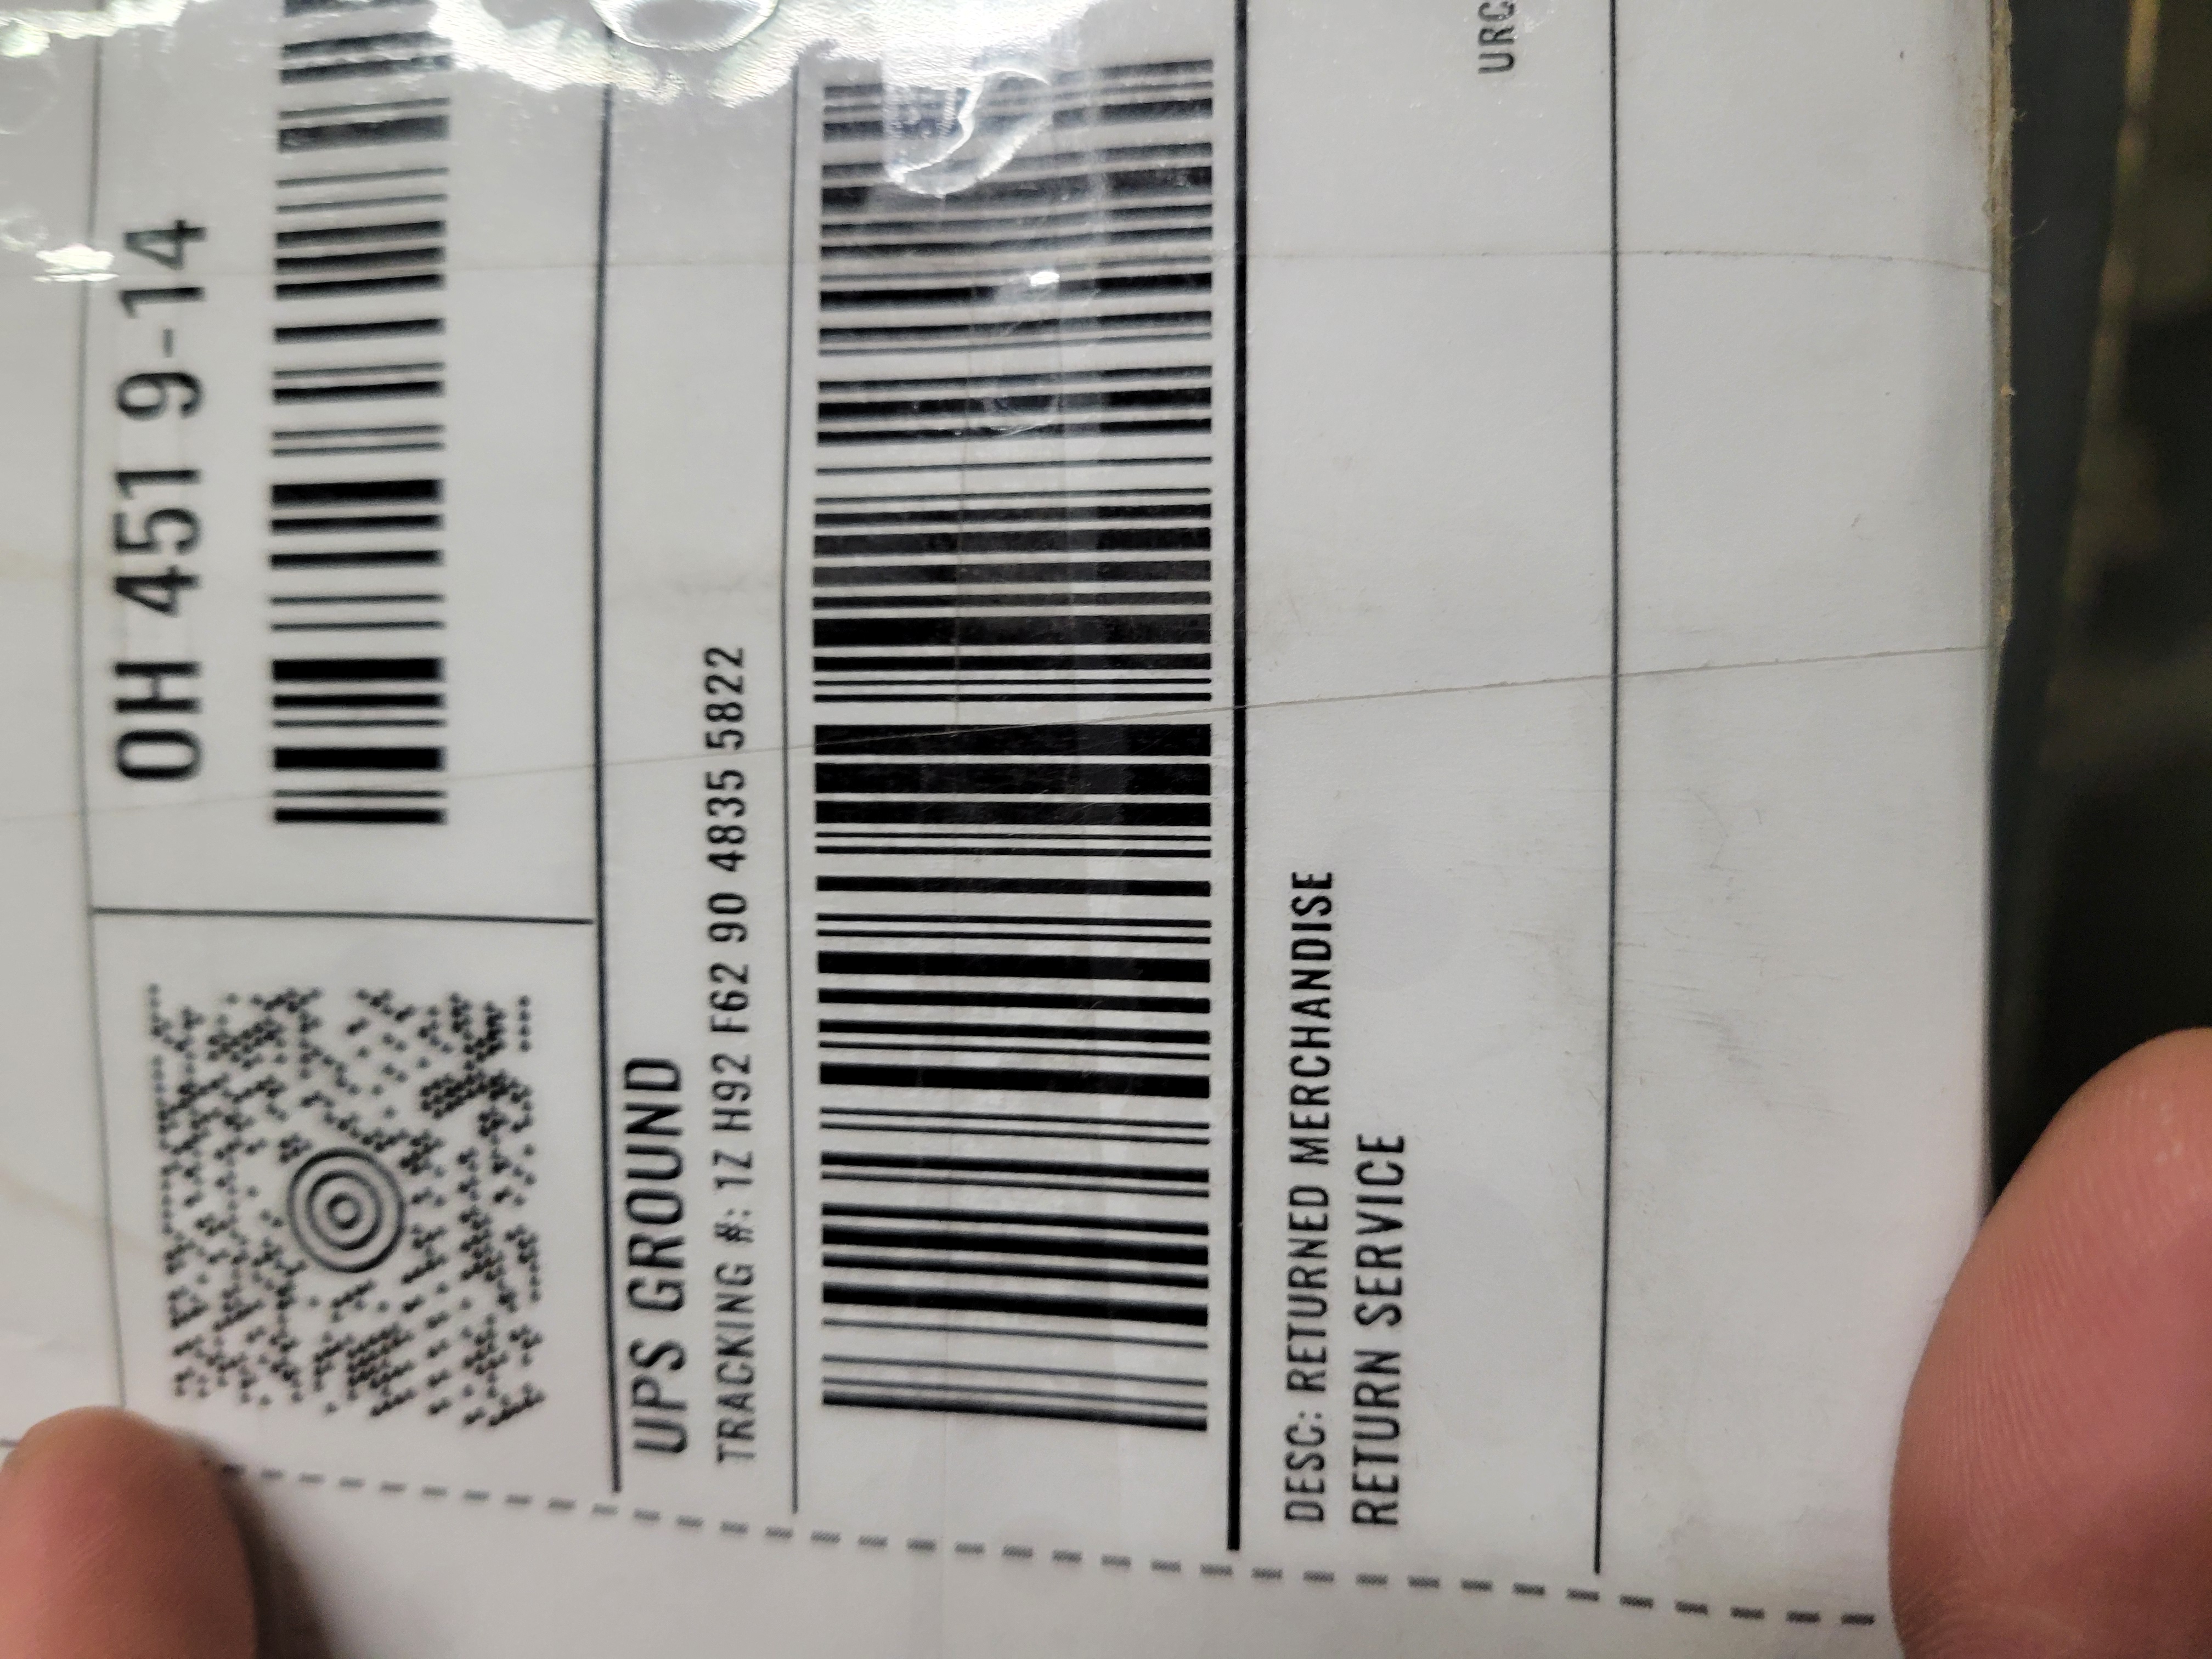 OH 451 9-14
UPS GROUND
TRACKING #: 1Z H92 F62 90 4835 5822
DESC: RETURNED MERCHANDISE
RETURN SERVICE